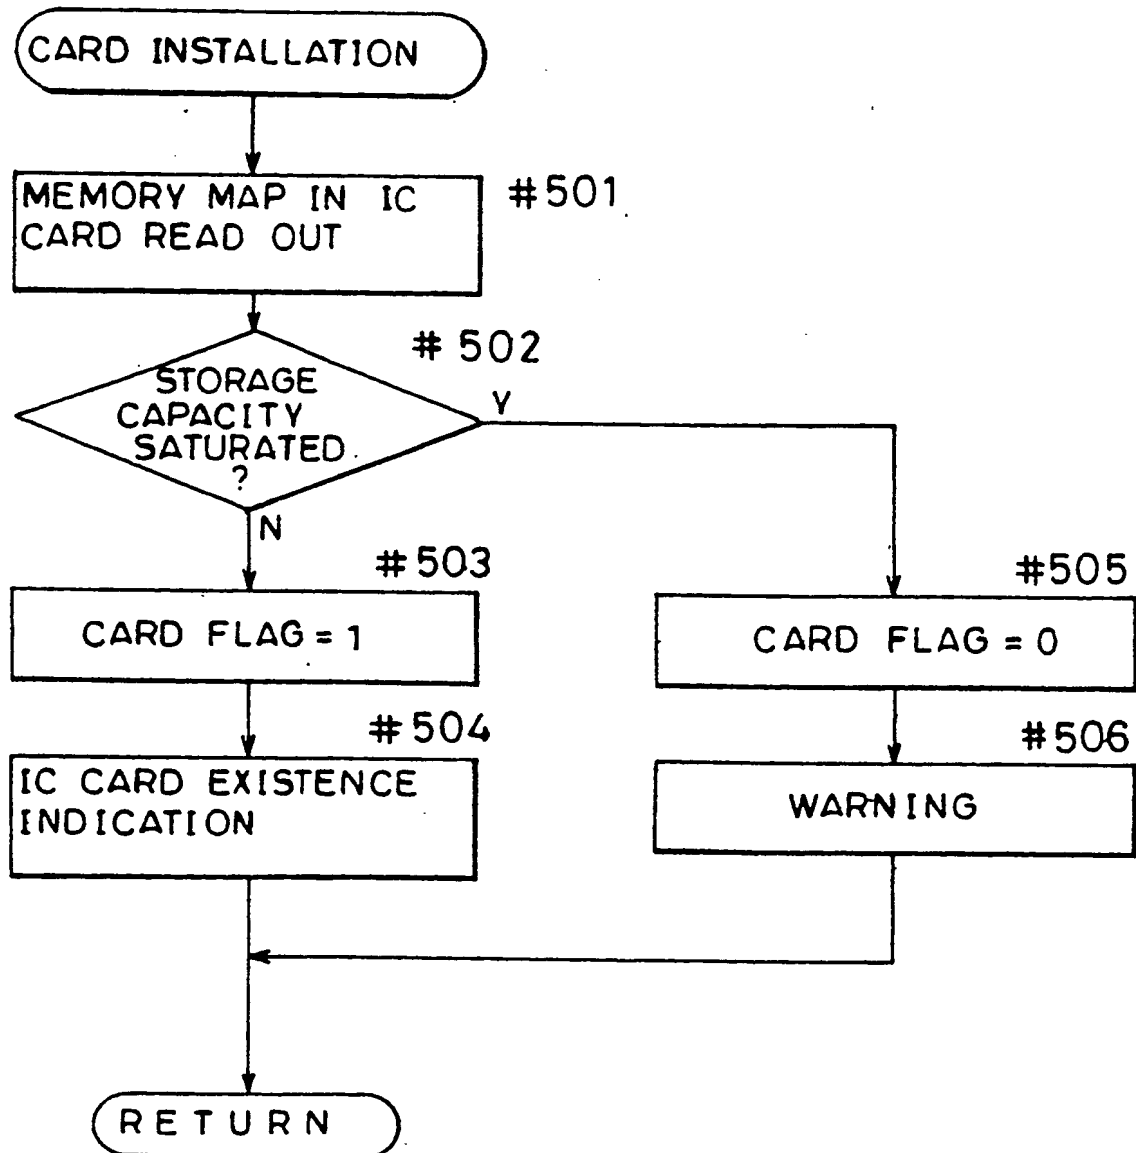 CARD INSTALLATION
MEMORY MAP IN IC
CARD READ OUT
#501
#502
STORAGE
CAPACITY
SATURATED
?
Y
N
#503
CARD FLAG = 1
#505
CARD FLAG = 0
#504
IC CARD EXISTENCE
INDICATION
#506
WARNING
RETURN